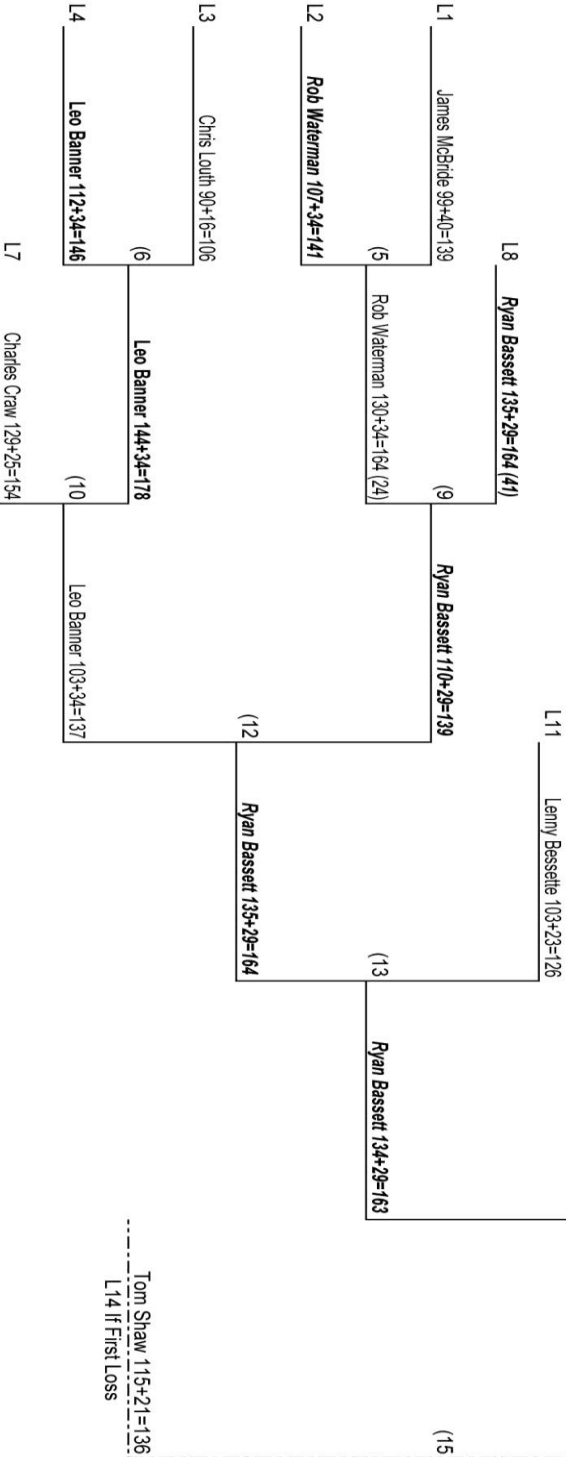 L8
Ryan Bassett 135+29=164 (41)
L1
James McBride 99+40=139
(5
Rob Waterman 130+34=164 (24)
(9
L2
Rob Waterman 107+34=141
L3
Chris Louth 90+16=106
(6
Leo Banner 144+34=178
L4
Leo Banner 112+34=146
(10
L7
Charles Craw 129+25=154
L11
Lenny Bessette 103+23=126
Ryan Bassett 110+29=139
(12
Leo Banner 103+34=137
Ryan Bassett 135+29=164
(13
Ryan Bassett 134+29=163
(15
Tom Shaw 115+21=136
L14 If First Loss